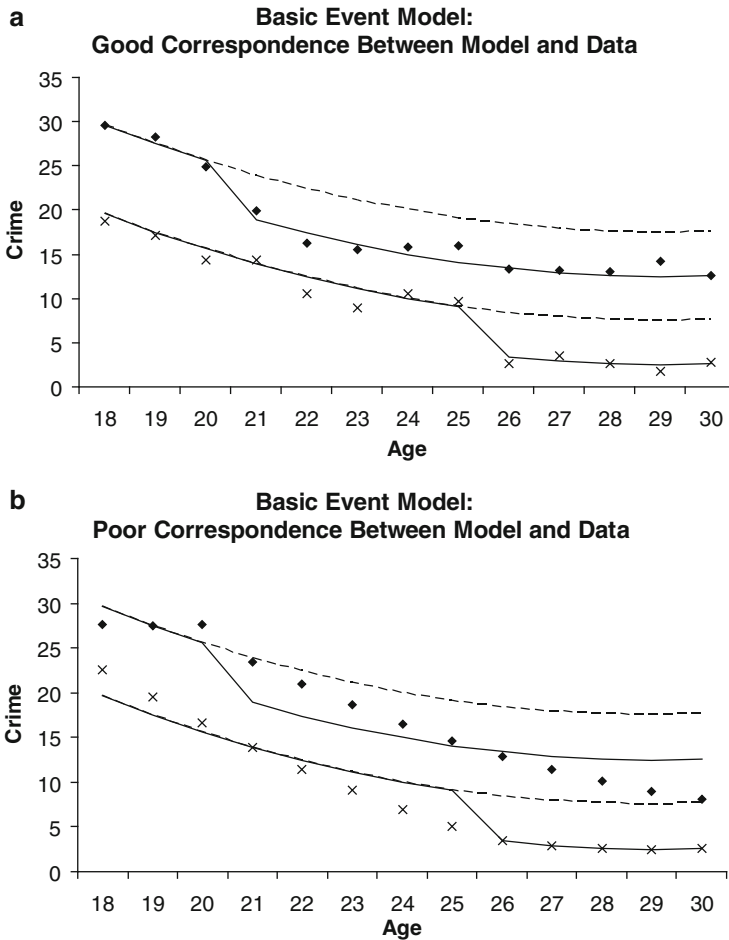 a
Basic Event Model:
Good Correspondence Between Model and Data
35
30
25
20
15
10
5
0
Crime
18 19 20 21 22 23 24 25 26 27 28 29 30
Age
b
Basic Event Model:
Poor Correspondence Between Model and Data
35
30
25
20
15
10
5
0
Crime
18 19 20 21 22 23 24 25 26 27 28 29 30
Age